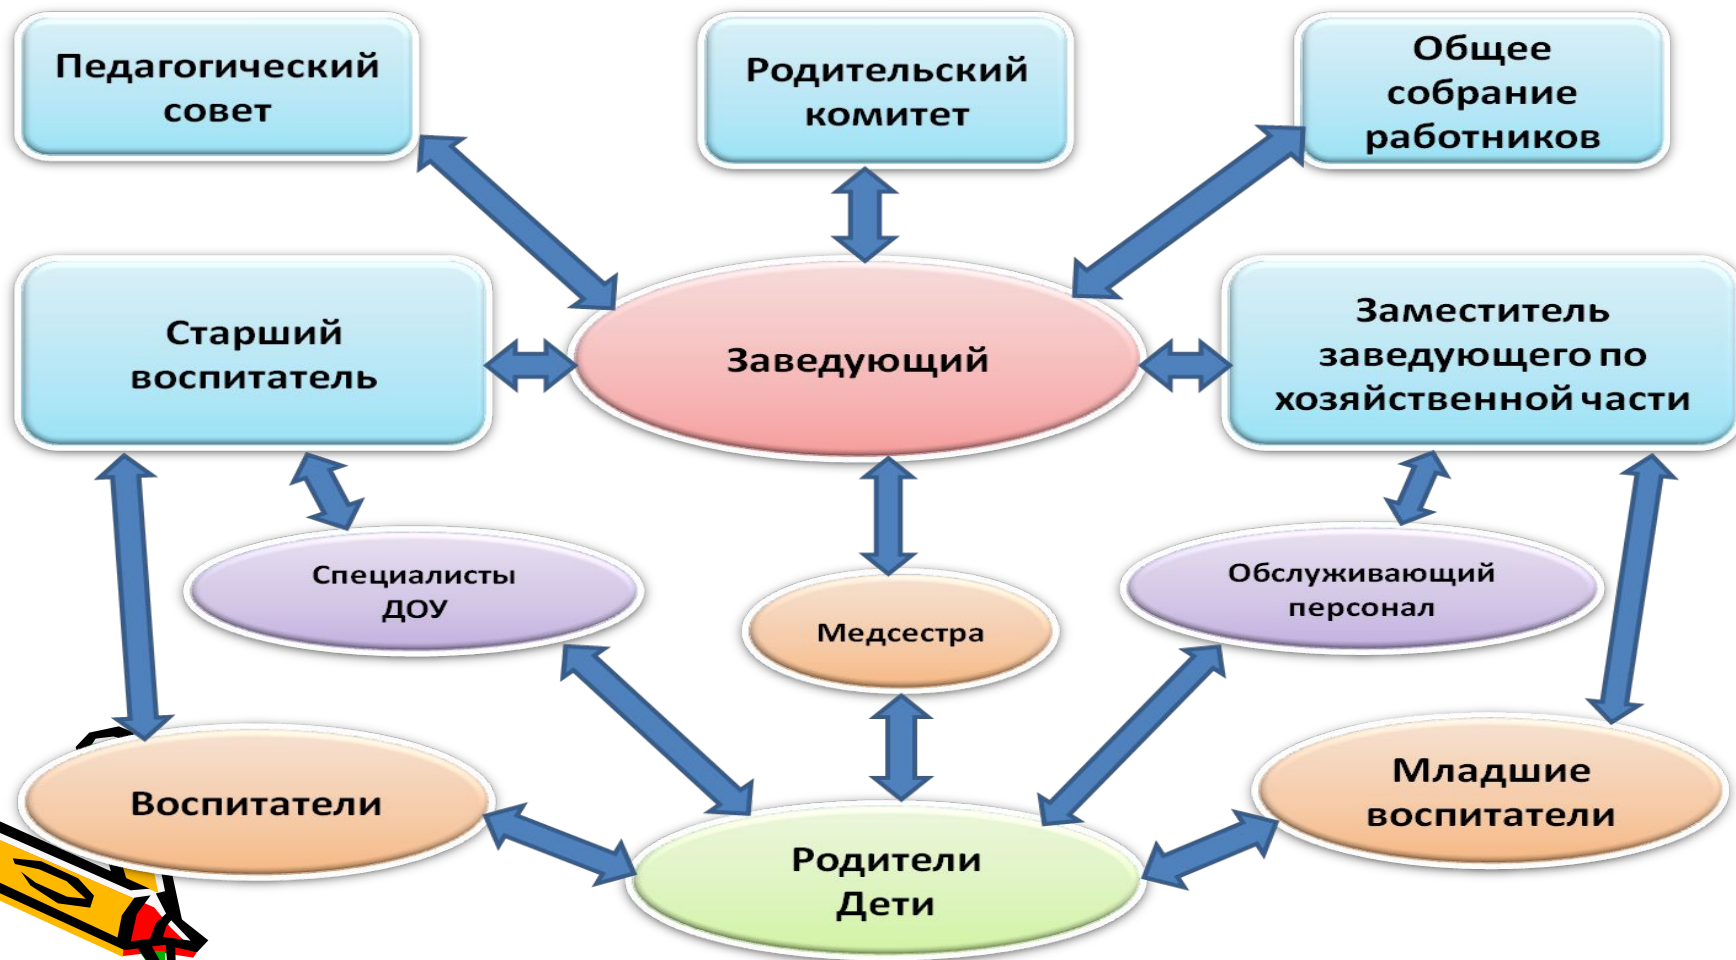 Педагогический
совет
Родительский
комитет
Общее
собрание
работников
Старший
воспитатель
Заведующий
Заместитель
заведующего по
хозяйственной части
Специалисты
ДОУ
Медсестра
Обслуживающий
персонал
Воспитатели
Родители
Дети
Младшие
воспитатели